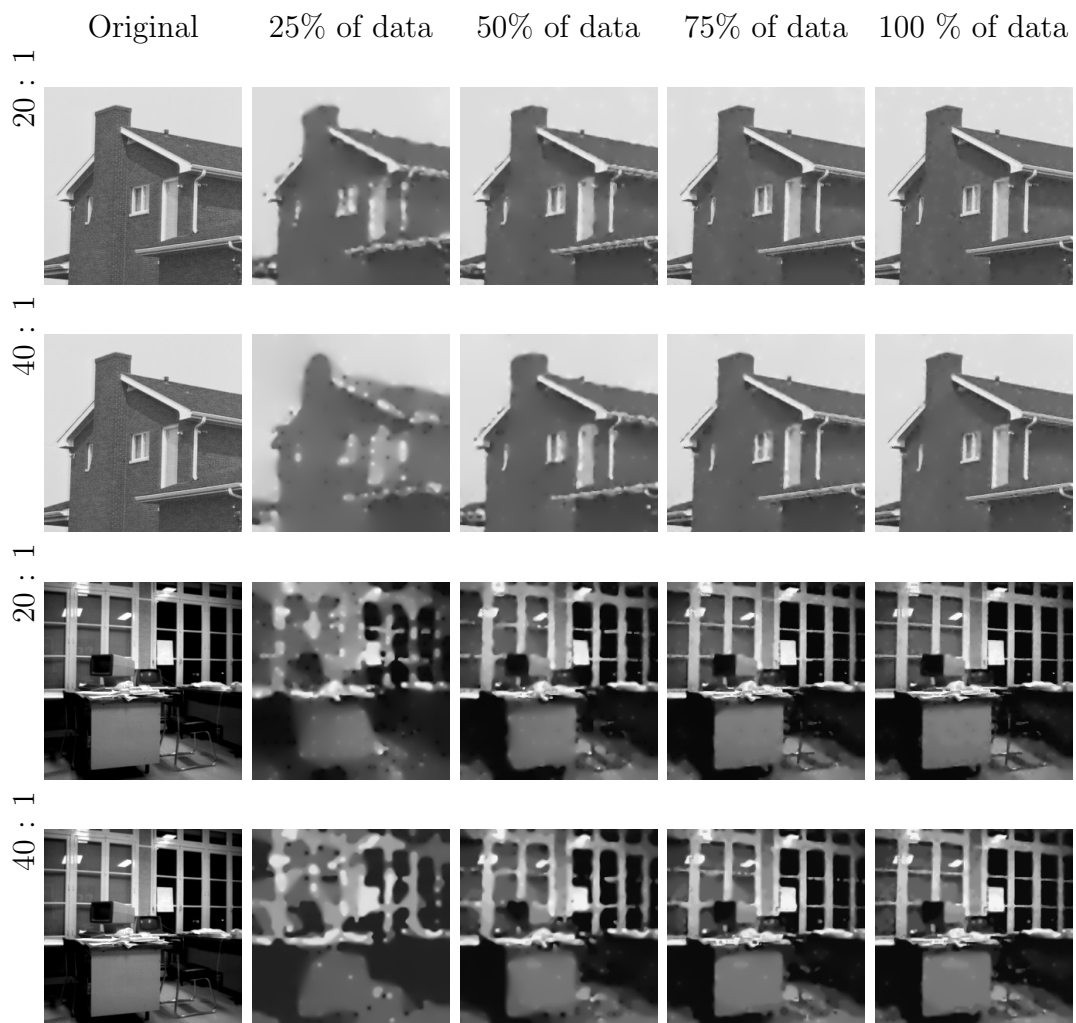 Original 25% of data 50% of data 75% of data 100 % of data
20 : 1
40 : 1
20 : 1
40 : 1